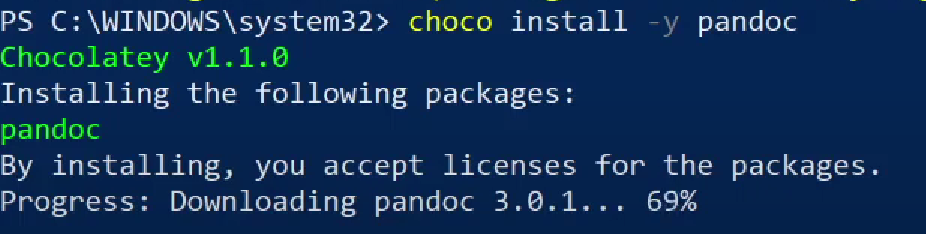 PS C:\WINDOWS\system32> choco install -y pandoc
Chocolatey v1.1.0
Installing the following packages:
pandoc
By installing, you accept licenses for the packages.
Progress: Downloading pandoc 3.0.1... 69%